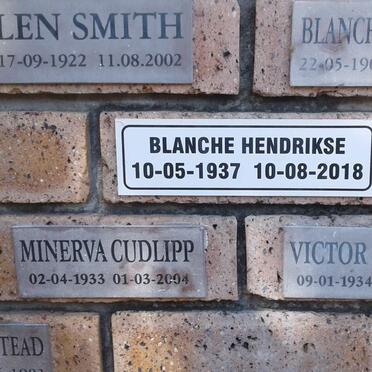 LEN SMITH
17-09-1922 11.08.2002
BLANCH
22-05-19
BLANCHE HENDRIKSE
10-05-1937 10-08-2018
MINERVA CUDLIPP
02-04-1933 01-03-2004
VICTOR
09-01-1934
TEAD